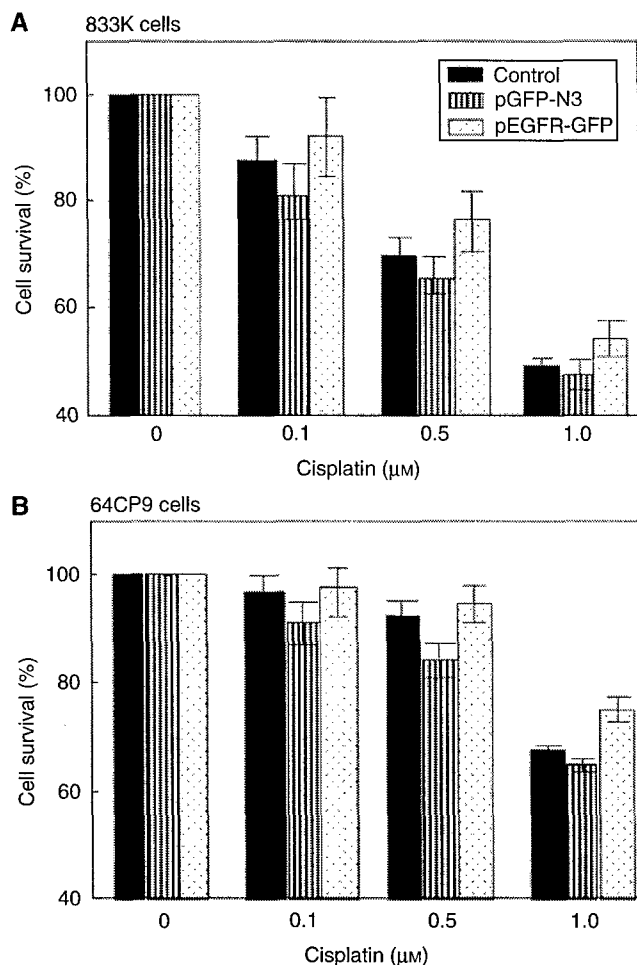 A 833K cells
Control
pGFP-N3
pEGFR-GFP
100
80
60
40
Cell survival (%)
0 0.1 0.5 1.0
Cisplatin (μM)
B 64CP9 cells
100
80
60
40
Cell survival (%)
0 0.1 0.5 1.0
Cisplatin (μM)